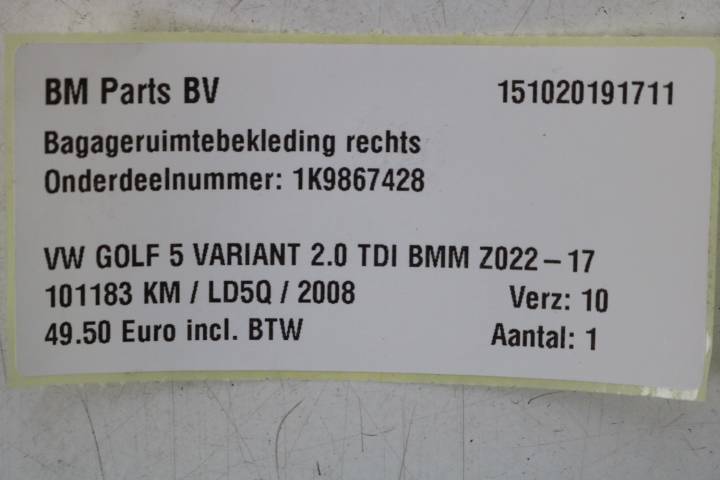 BM Parts BV 151020191711
Bagageruimtebekleding rechts
Onderdeelnummer: 1K9867428
VW GOLF 5 VARIANT 2.0 TDI BMM Z022-17
101183 KM / LD5Q / 2008 Verz: 10
49.50 Euro incl. BTW Aantal: 1